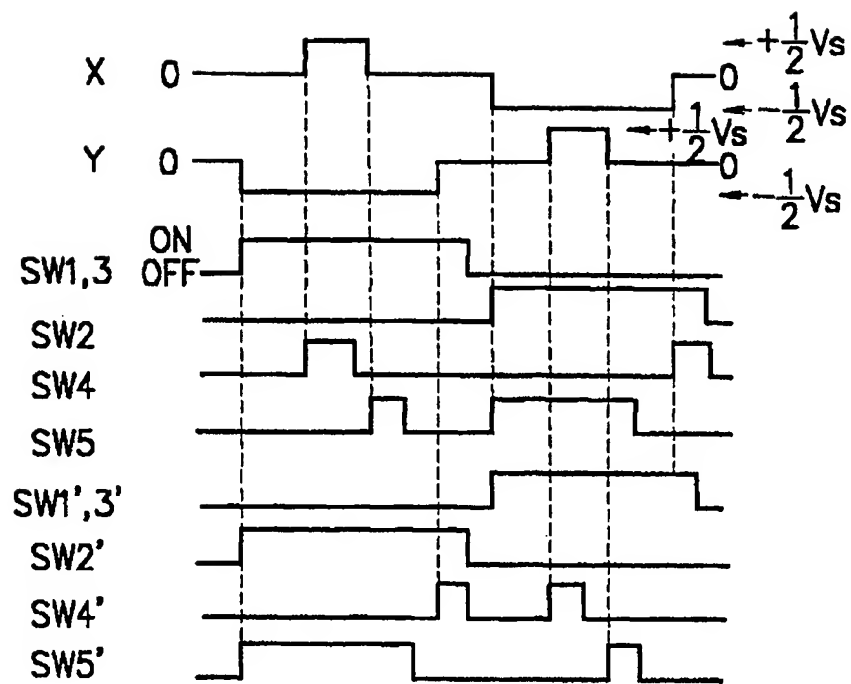 +1/2Vs
X 0 0
-1/2Vs
+1/2Vs
Y 0 0
-1/2Vs
ON
SW1,3 OFF
SW2
SW4
SW5
SW1',3'
SW2'
SW4'
SW5'